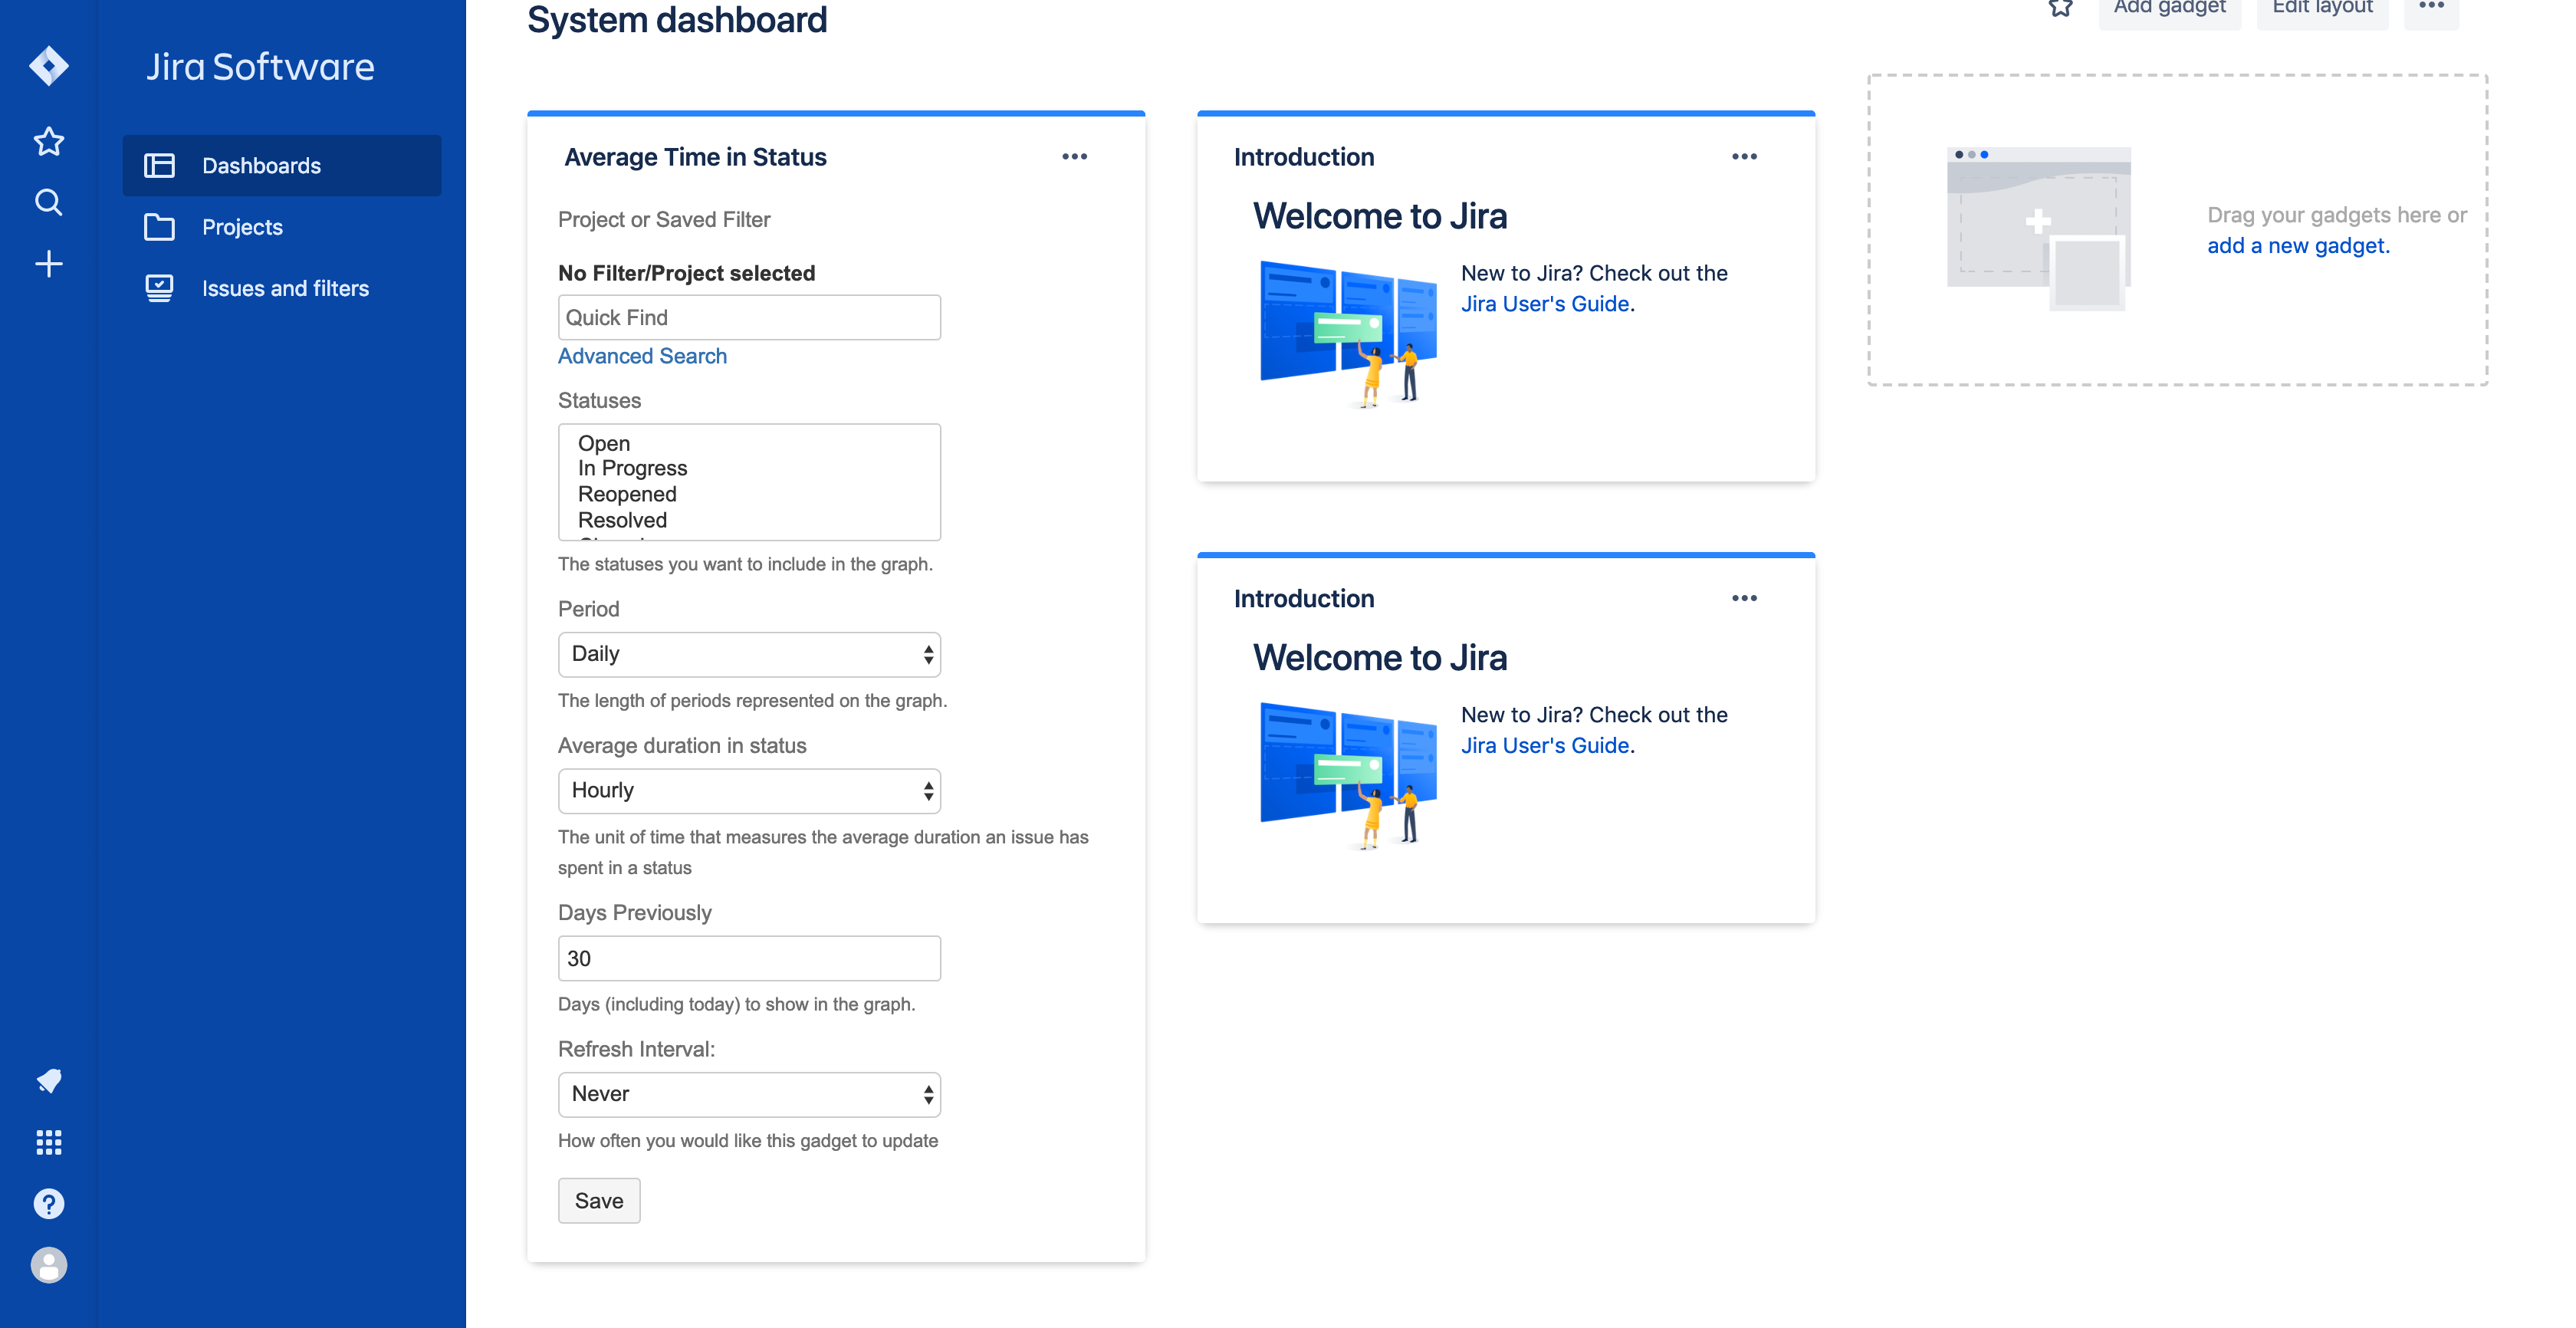 System dashboard
Add gadget
Edit layout
Jira Software
Dashboards
Projects
Issues and filters
Average Time in Status
Project or Saved Filter
No Filter/Project selected
Quick Find
Advanced Search
Statuses
Open
In Progress
Reopened
Resolved
The statuses you want to include in the graph.
Period
Daily
The length of periods represented on the graph.
Average duration in status
Hourly
The unit of time that measures the average duration an issue has
spent in a status
Days Previously
30
Days (including today) to show in the graph.
Refresh Interval:
Never
How often you would like this gadget to update
Save
Introduction
Welcome to Jira
New to Jira? Check out the
Jira User's Guide.
Introduction
Welcome to Jira
New to Jira? Check out the
Jira User's Guide.
Drag your gadgets here or
add a new gadget.